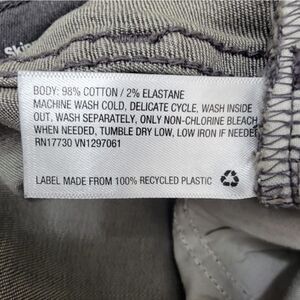 Ski
BODY: 98% COTTON / 2% ELASTANE
MACHINE WASH COLD, DELICATE CYCLE, WASH INSIDE
OUT, WASH SEPARATELY, ONLY NON-CHLORINE BLEACH
WHEN NEEDED, TUMBLE DRY LOW, LOW IRON IF NEEDED
RN17730 VN1297061
LABEL MADE FROM 100% RECYCLED PLASTIC